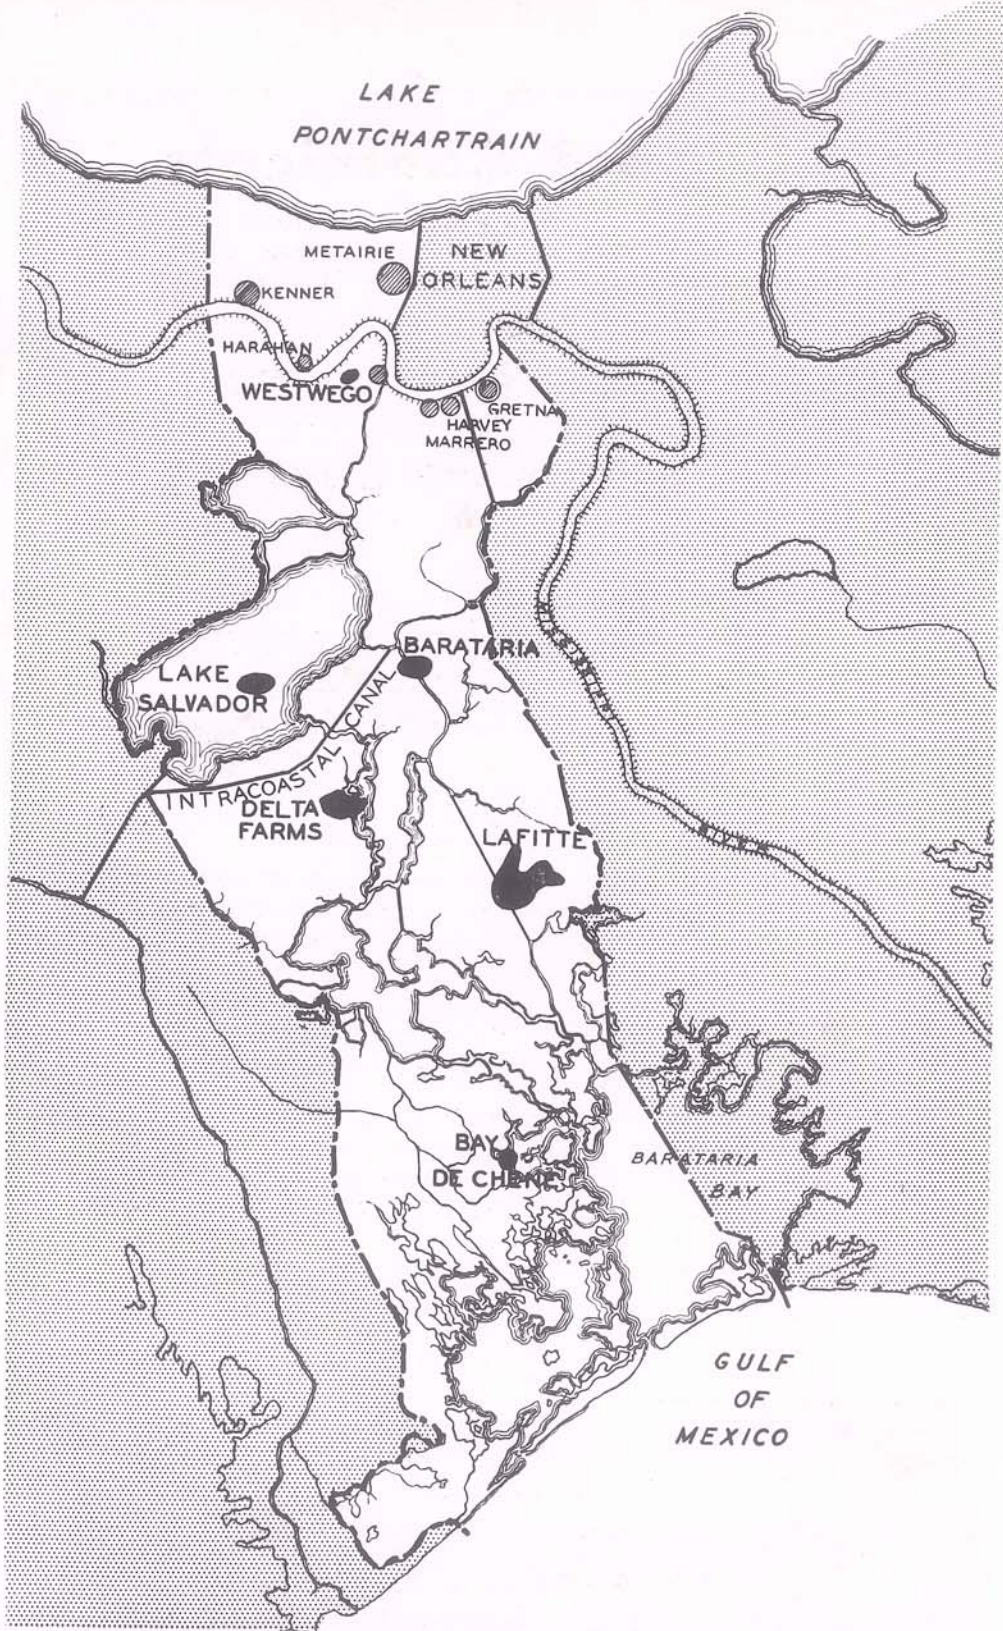 LAKE
PONTCHARTRAIN
METAIRIE
NEW
ORLEANS
KENNER
HARAHAN
WESTWEGO
GRETNA
HARVEY
MARRERO
BARATARIA
LAKE
SALVADOR
INTRACOASTAL CANAL
MISSISSIPPI
RIVER
DELTA
FARMS
LAFITTE
BAY
DE CHENE
BARATARIA
BAY
GULF
OF
MEXICO